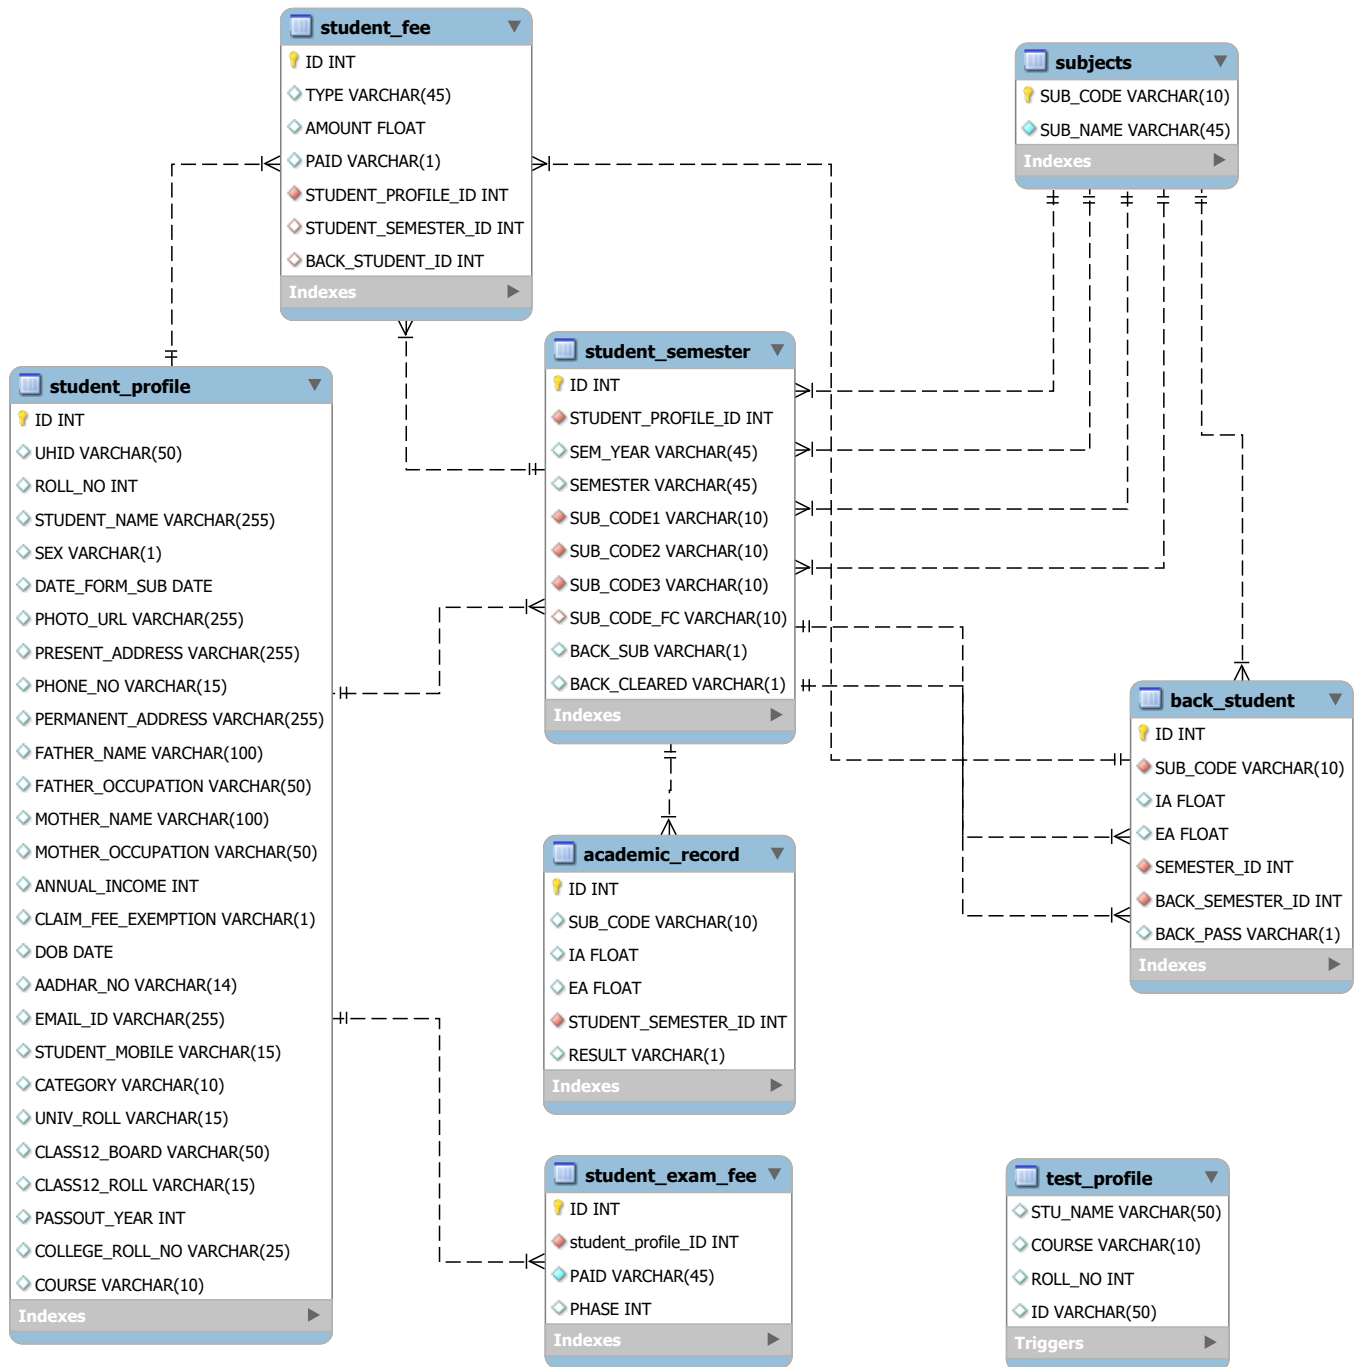 student_fee
ID INT
TYPE VARCHAR(45)
AMOUNT FLOAT
PAID VARCHAR(1)
STUDENT_PROFILE_ID INT
STUDENT_SEMESTER_ID INT
BACK_STUDENT_ID INT
Indexes
subjects
SUB_CODE VARCHAR(10)
SUB_NAME VARCHAR(45)
Indexes
student_profile
ID INT
UHID VARCHAR(50)
ROLL_NO INT
STUDENT_NAME VARCHAR(255)
SEX VARCHAR(1)
DATE_FORM_SUB DATE
PHOTO_URL VARCHAR(255)
PRESENT_ADDRESS VARCHAR(255)
PHONE_NO VARCHAR(15)
PERMANENT_ADDRESS VARCHAR(255)
FATHER_NAME VARCHAR(100)
FATHER_OCCUPATION VARCHAR(50)
MOTHER_NAME VARCHAR(100)
MOTHER_OCCUPATION VARCHAR(50)
ANNUAL_INCOME INT
CLAIM_FEE_EXEMPTION VARCHAR(1)
DOB DATE
AADHAR_NO VARCHAR(14)
EMAIL_ID VARCHAR(255)
STUDENT_MOBILE VARCHAR(15)
CATEGORY VARCHAR(10)
UNIV_ROLL VARCHAR(15)
CLASS12_BOARD VARCHAR(50)
CLASS12_ROLL VARCHAR(15)
PASSOUT_YEAR INT
COLLEGE_ROLL_NO VARCHAR(25)
COURSE VARCHAR(10)
Indexes
student_semester
ID INT
STUDENT_PROFILE_ID INT
SEM_YEAR VARCHAR(45)
SEMESTER VARCHAR(45)
SUB_CODE1 VARCHAR(10)
SUB_CODE2 VARCHAR(10)
SUB_CODE3 VARCHAR(10)
SUB_CODE_FC VARCHAR(10)
BACK_SUB VARCHAR(1)
BACK_CLEARED VARCHAR(1)
Indexes
back_student
ID INT
SUB_CODE VARCHAR(10)
IA FLOAT
EA FLOAT
SEMESTER_ID INT
BACK_SEMESTER_ID INT
BACK_PASS VARCHAR(1)
Indexes
academic_record
ID INT
SUB_CODE VARCHAR(10)
IA FLOAT
EA FLOAT
STUDENT_SEMESTER_ID INT
RESULT VARCHAR(1)
Indexes
student_exam_fee
ID INT
student_profile_ID INT
PAID VARCHAR(45)
PHASE INT
Indexes
test_profile
STU_NAME VARCHAR(50)
COURSE VARCHAR(10)
ROLL_NO INT
ID VARCHAR(50)
Triggers